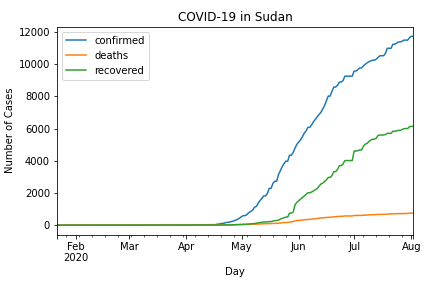 COVID-19 in Sudan
confirmed
deaths
recovered
12000
10000
8000
6000
4000
2000
0
Number of Cases
Feb Mar Apr May Jun Jul Aug
2020
Day